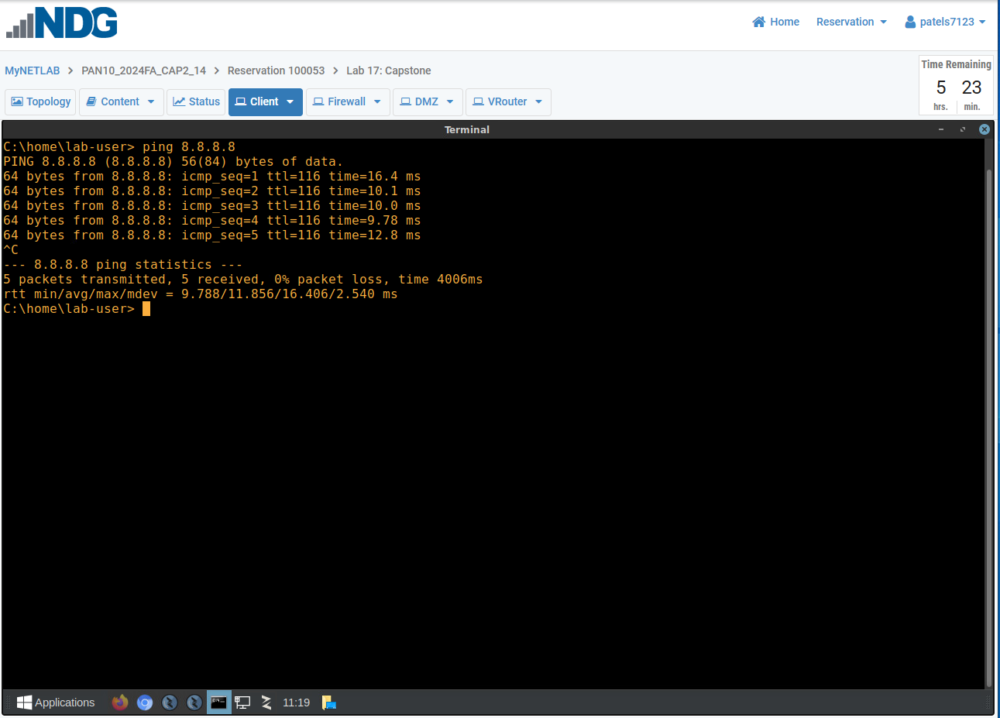 NDG
Home Reservation patels7123
MyNETLAB > PAN10_2024FA_CAP2_14 > Reservation 100053 > Lab 17: Capstone
Time Remaining
5 23
hrs. min.
Topology Content Status Client Firewall DMZ VRouter
Terminal
C:\home\lab-user> ping 8.8.8.8
PING 8.8.8.8 (8.8.8.8) 56(84) bytes of data.
64 bytes from 8.8.8.8: icmp_seq=1 ttl=116 time=16.4 ms
64 bytes from 8.8.8.8: icmp_seq=2 ttl=116 time=10.1 ms
64 bytes from 8.8.8.8: icmp_seq=3 ttl=116 time=10.0 ms
64 bytes from 8.8.8.8: icmp_seq=4 ttl=116 time=9.78 ms
64 bytes from 8.8.8.8: icmp_seq=5 ttl=116 time=12.8 ms
^C
--- 8.8.8.8 ping statistics ---
5 packets transmitted, 5 received, 0% packet loss, time 4006ms
rtt min/avg/max/mdev = 9.788/11.856/16.406/2.540 ms
C:\home\lab-user>
Applications 11:19